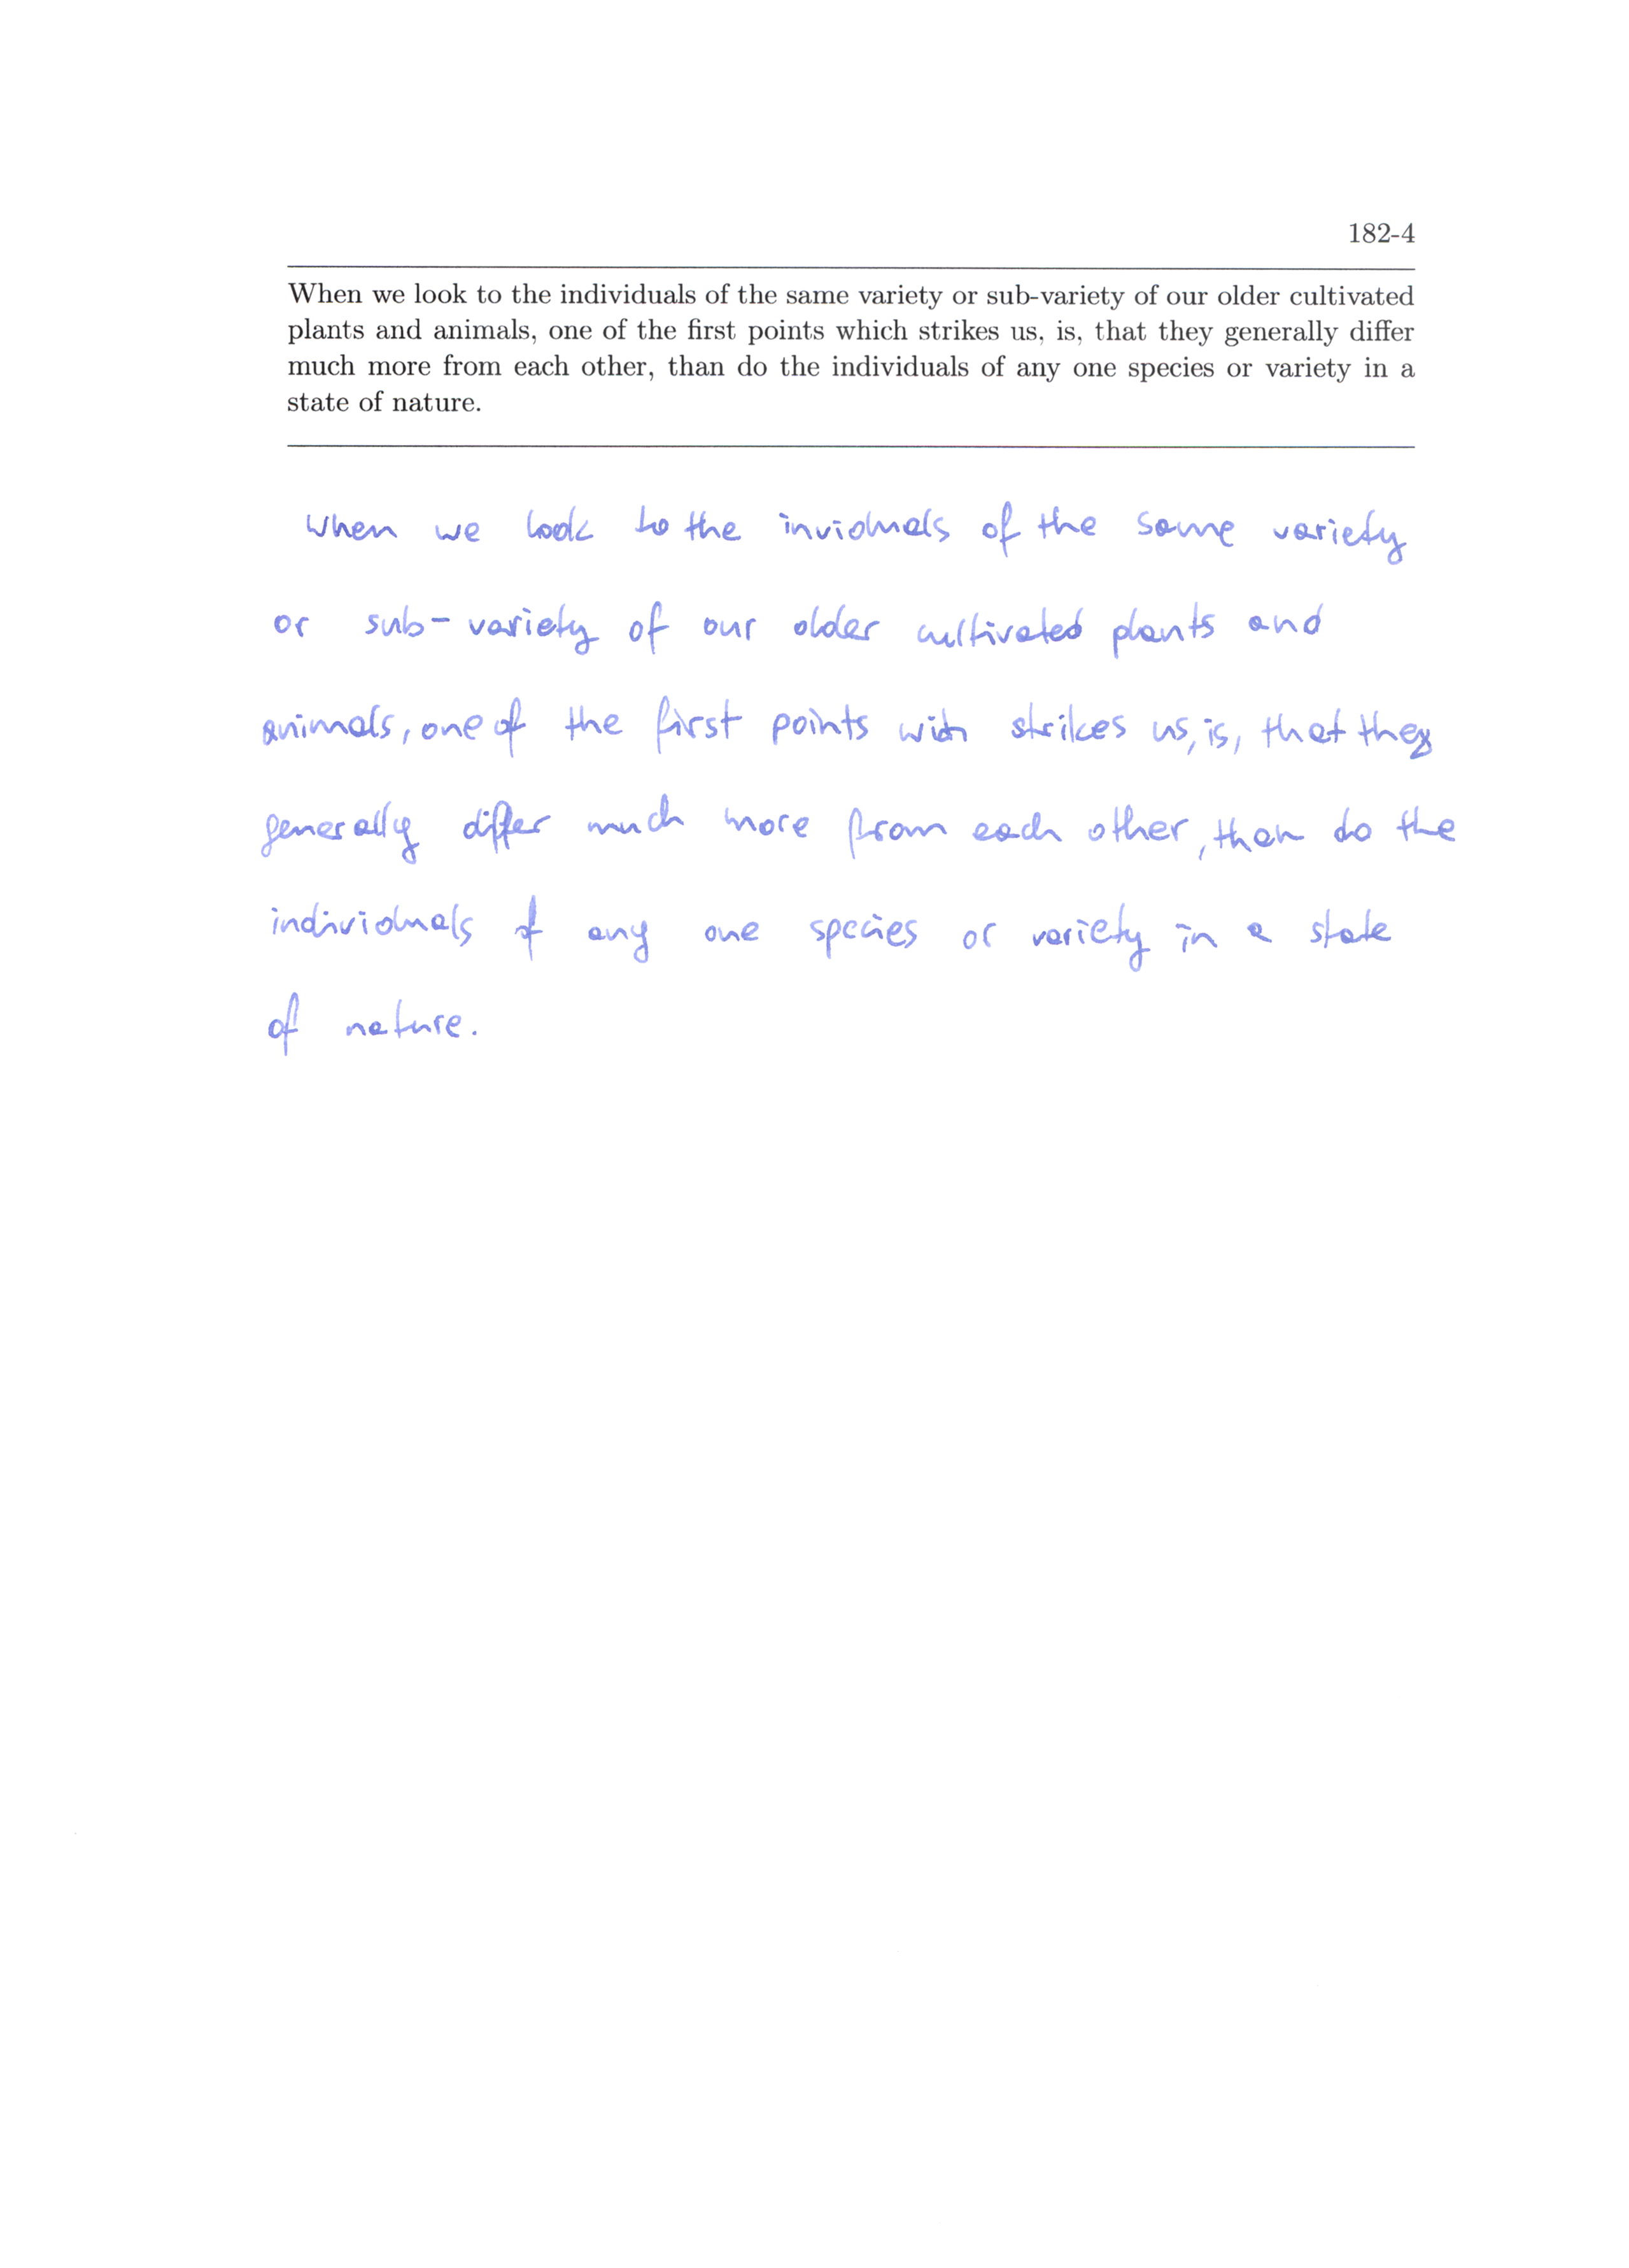 182-4
When we look to the individuals of the same variety or sub-variety of our older cultivated
plants and animals, one of the first points which strikes us, is, that they generally differ
much more from each other, than do the individuals of any one species or variety in a
state of nature.
When we look to the inviduals of the same variety
or sub-variety of our older cultivated plants and
animals, one of the first points wich strikes us, is, that they
generally differ much more from each other, than do the
individuals of any one species or variety in a state
of nature.